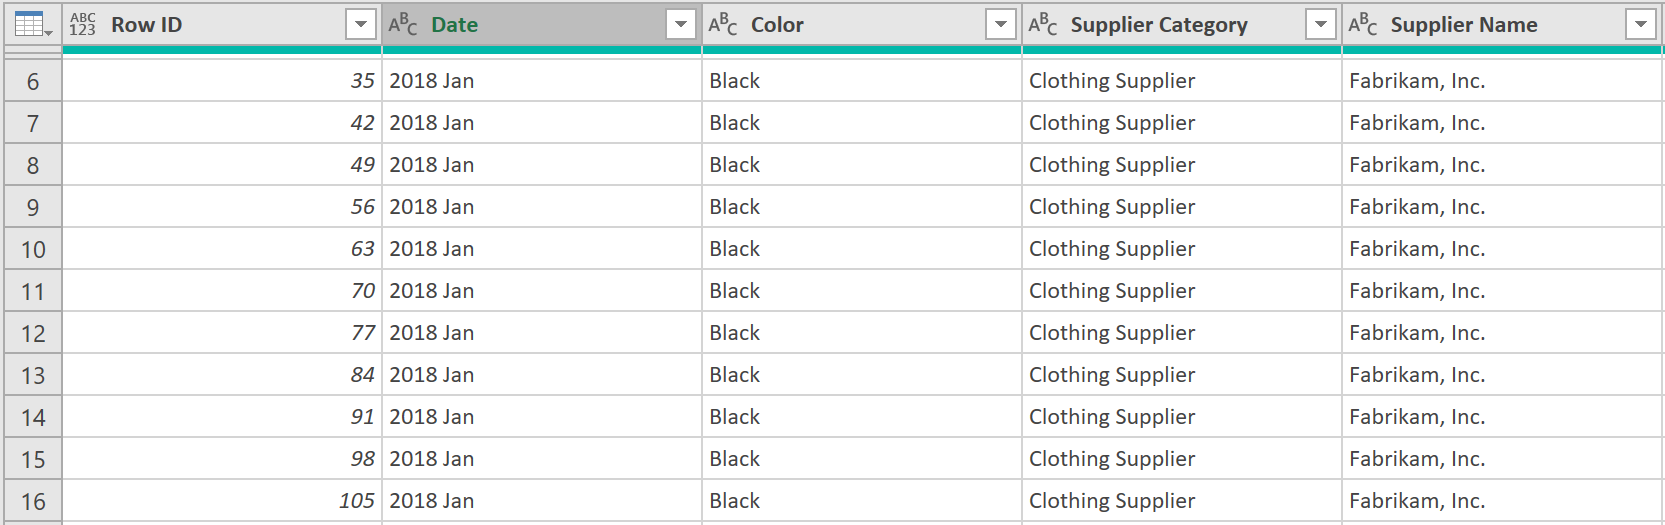 ABC 123 Row ID ABC Date ABC Color ABC Supplier Category ABC Supplier Name
6 35 2018 Jan Black Clothing Supplier Fabrikam, Inc.
7 42 2018 Jan Black Clothing Supplier Fabrikam, Inc.
8 49 2018 Jan Black Clothing Supplier Fabrikam, Inc.
9 56 2018 Jan Black Clothing Supplier Fabrikam, Inc.
10 63 2018 Jan Black Clothing Supplier Fabrikam, Inc.
11 70 2018 Jan Black Clothing Supplier Fabrikam, Inc.
12 77 2018 Jan Black Clothing Supplier Fabrikam, Inc.
13 84 2018 Jan Black Clothing Supplier Fabrikam, Inc.
14 91 2018 Jan Black Clothing Supplier Fabrikam, Inc.
15 98 2018 Jan Black Clothing Supplier Fabrikam, Inc.
16 105 2018 Jan Black Clothing Supplier Fabrikam, Inc.